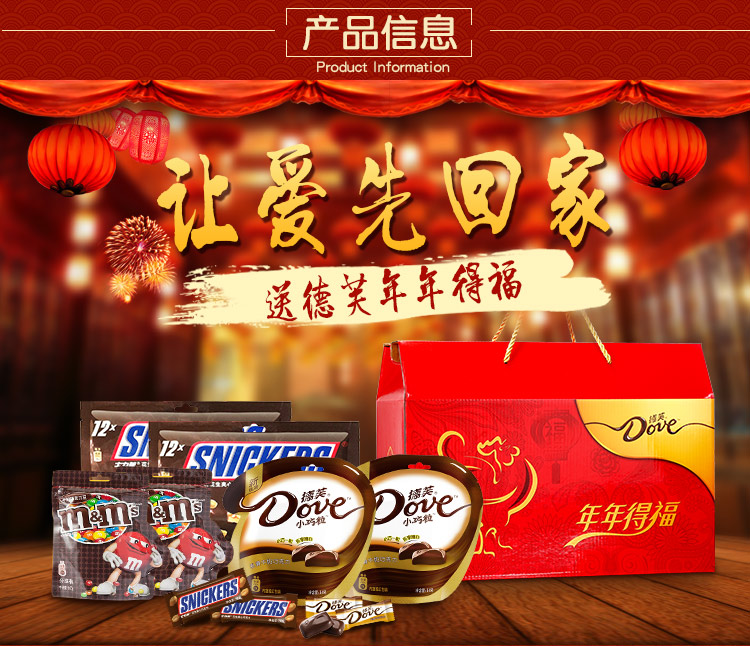 产品信息
Product Information
让爱先回家
送德芙年年得福
德芙
Dove
年年得福
12×
SNICKERS
12×
SNICKERS
m&m's
m&m's
德芙
Dove
小巧粒
德芙
Dove
小巧粒
SNICKERS
SNICKERS
Dove
Dove